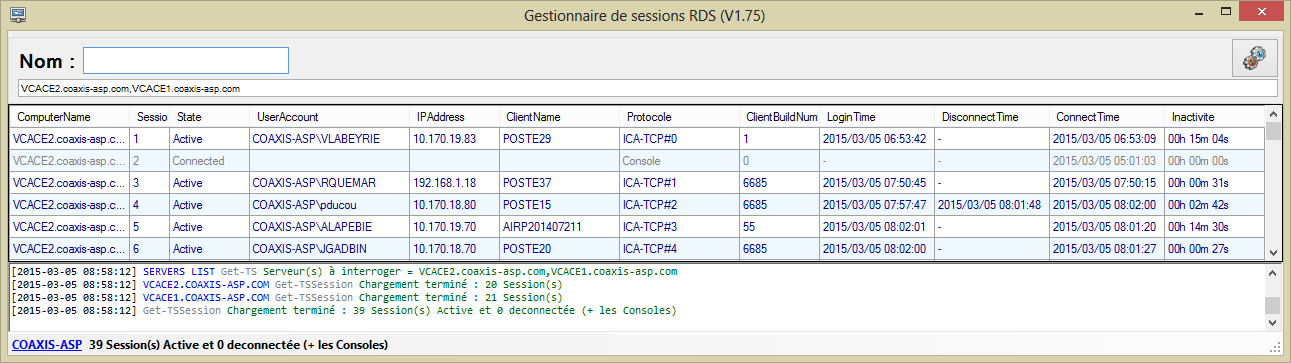 Gestionnaire de sessions RDS (V1.75)
Nom :
VCACE2.coaxis-asp.com,VCACE1.coaxis-asp.com
ComputerName Sessio State UserAccount IPAddress ClientName Protocole ClientBuildNum LoginTime DisconnectTime ConnectTime Inactivite
VCACE2.coaxis-asp.c... 1 Active COAXIS-ASP\VLABEYRIE 10.170.19.83 POSTE29 ICA-TCP#0 1 2015/03/05 06:53:42 - 2015/03/05 06:53:09 00h 15m 04s
VCACE2.coaxis-asp.c... 2 Connected Console 0 - - 2015/03/05 05:01:03 00h 00m 00s
VCACE2.coaxis-asp.c... 3 Active COAXIS-ASP\RQUEMAR 192.168.1.18 POSTE37 ICA-TCP#1 6685 2015/03/05 07:50:45 - 2015/03/05 07:50:15 00h 00m 31s
VCACE2.coaxis-asp.c... 4 Active COAXIS-ASP\pducou 10.170.18.80 POSTE15 ICA-TCP#2 6685 2015/03/05 07:57:47 2015/03/05 08:01:48 2015/03/05 08:02:00 00h 02m 42s
VCACE2.coaxis-asp.c... 5 Active COAXIS-ASP\ALAPEBIE 10.170.19.70 AIRP201407211 ICA-TCP#3 55 2015/03/05 08:02:01 - 2015/03/05 08:01:20 00h 14m 30s
VCACE2.coaxis-asp.c... 6 Active COAXIS-ASP\JGADBIN 10.170.18.70 POSTE20 ICA-TCP#4 6685 2015/03/05 08:02:00 - 2015/03/05 08:01:27 00h 00m 27s
[2015-03-05 08:58:12] SERVERS LIST Get-TS Serveur(s) à interroger = VCACE2.coaxis-asp.com,VCACE1.coaxis-asp.com
[2015-03-05 08:58:12] VCACE2.COAXIS-ASP.COM Get-TSSession Chargement terminé : 20 Session(s)
[2015-03-05 08:58:12] VCACE1.COAXIS-ASP.COM Get-TSSession Chargement terminé : 21 Session(s)
[2015-03-05 08:58:12] Get-TSSession Chargement terminé : 39 Session(s) Active et 0 deconnectée (+ les Consoles)
COAXIS-ASP 39 Session(s) Active et 0 deconnectée (+ les Consoles)